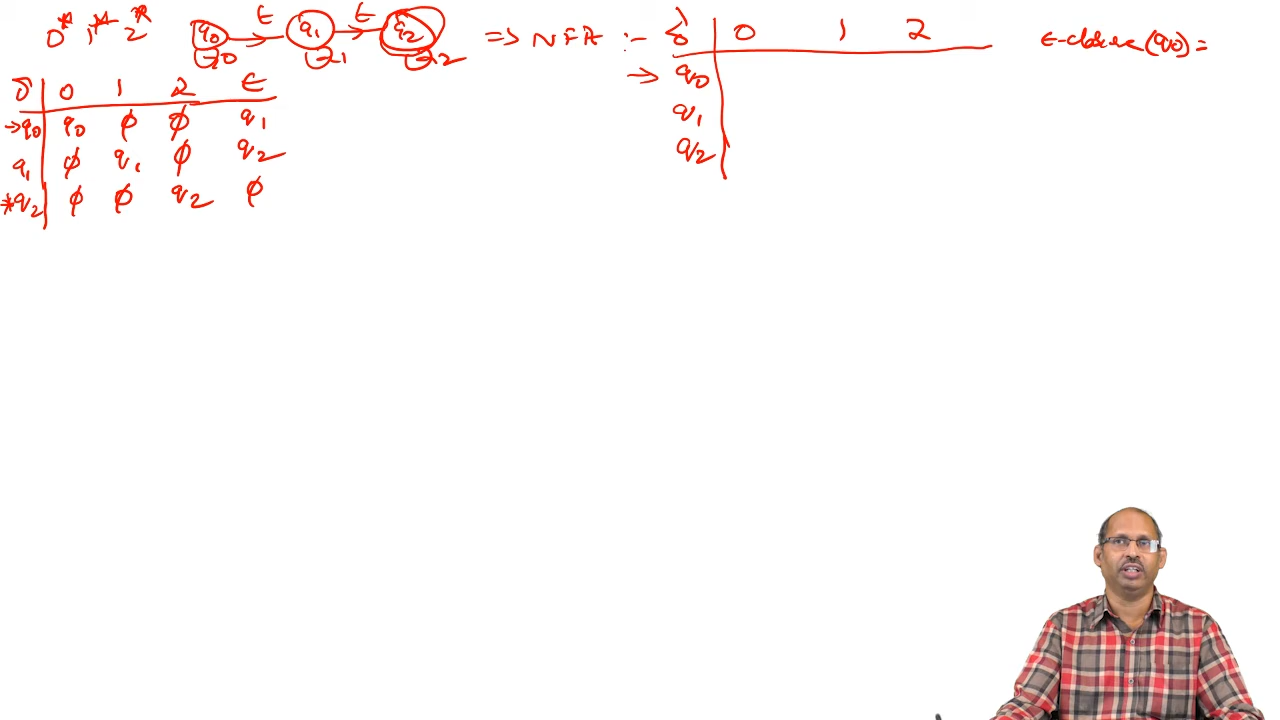 0* 1* 2* q0 ϵ q1 ϵ q2 => NFA :- δ̂ 0 1 2 ϵ-closure(q0) =
0 1 2
→ q0
q1
q2
δ 0 1 2 ϵ
→q0 q0 ϕ ϕ q1
q1 ϕ q1 ϕ q2
*q2 ϕ ϕ q2 ϕ